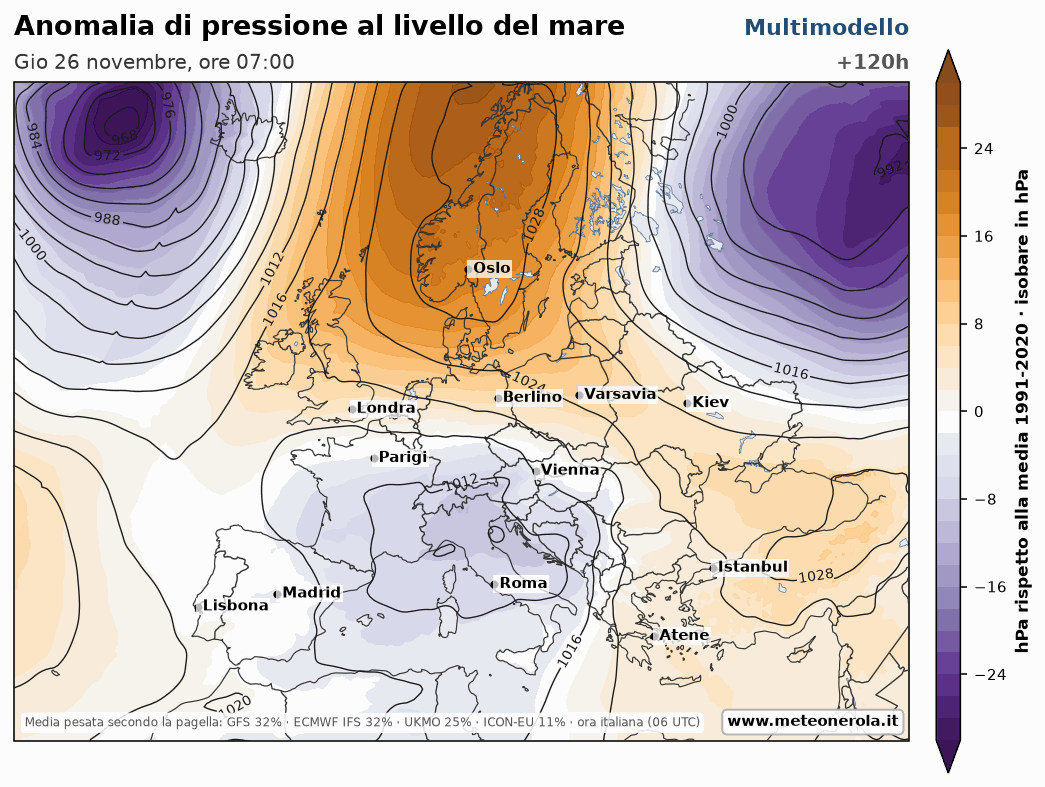 Anomalia di pressione al livello del mare
Multimodello
Gio 26 novembre, ore 07:00
+120h
976
984
968
972
988
1000
1000
992
1012
1028
Oslo
1016
1016
1024
Berlino
Varsavia
Kiev
Londra
Parigi
Vienna
1012
Istanbul
1028
Roma
Madrid
Lisbona
Atene
1016
1020
Media pesata secondo la pagella: GFS 32% · ECMWF IFS 32% · UKMO 25% · ICON-EU 11% · ora italiana (06 UTC)
www.meteonerola.it
24
16
8
0
−8
−16
−24
hPa rispetto alla media 1991-2020 · isobare in hPa